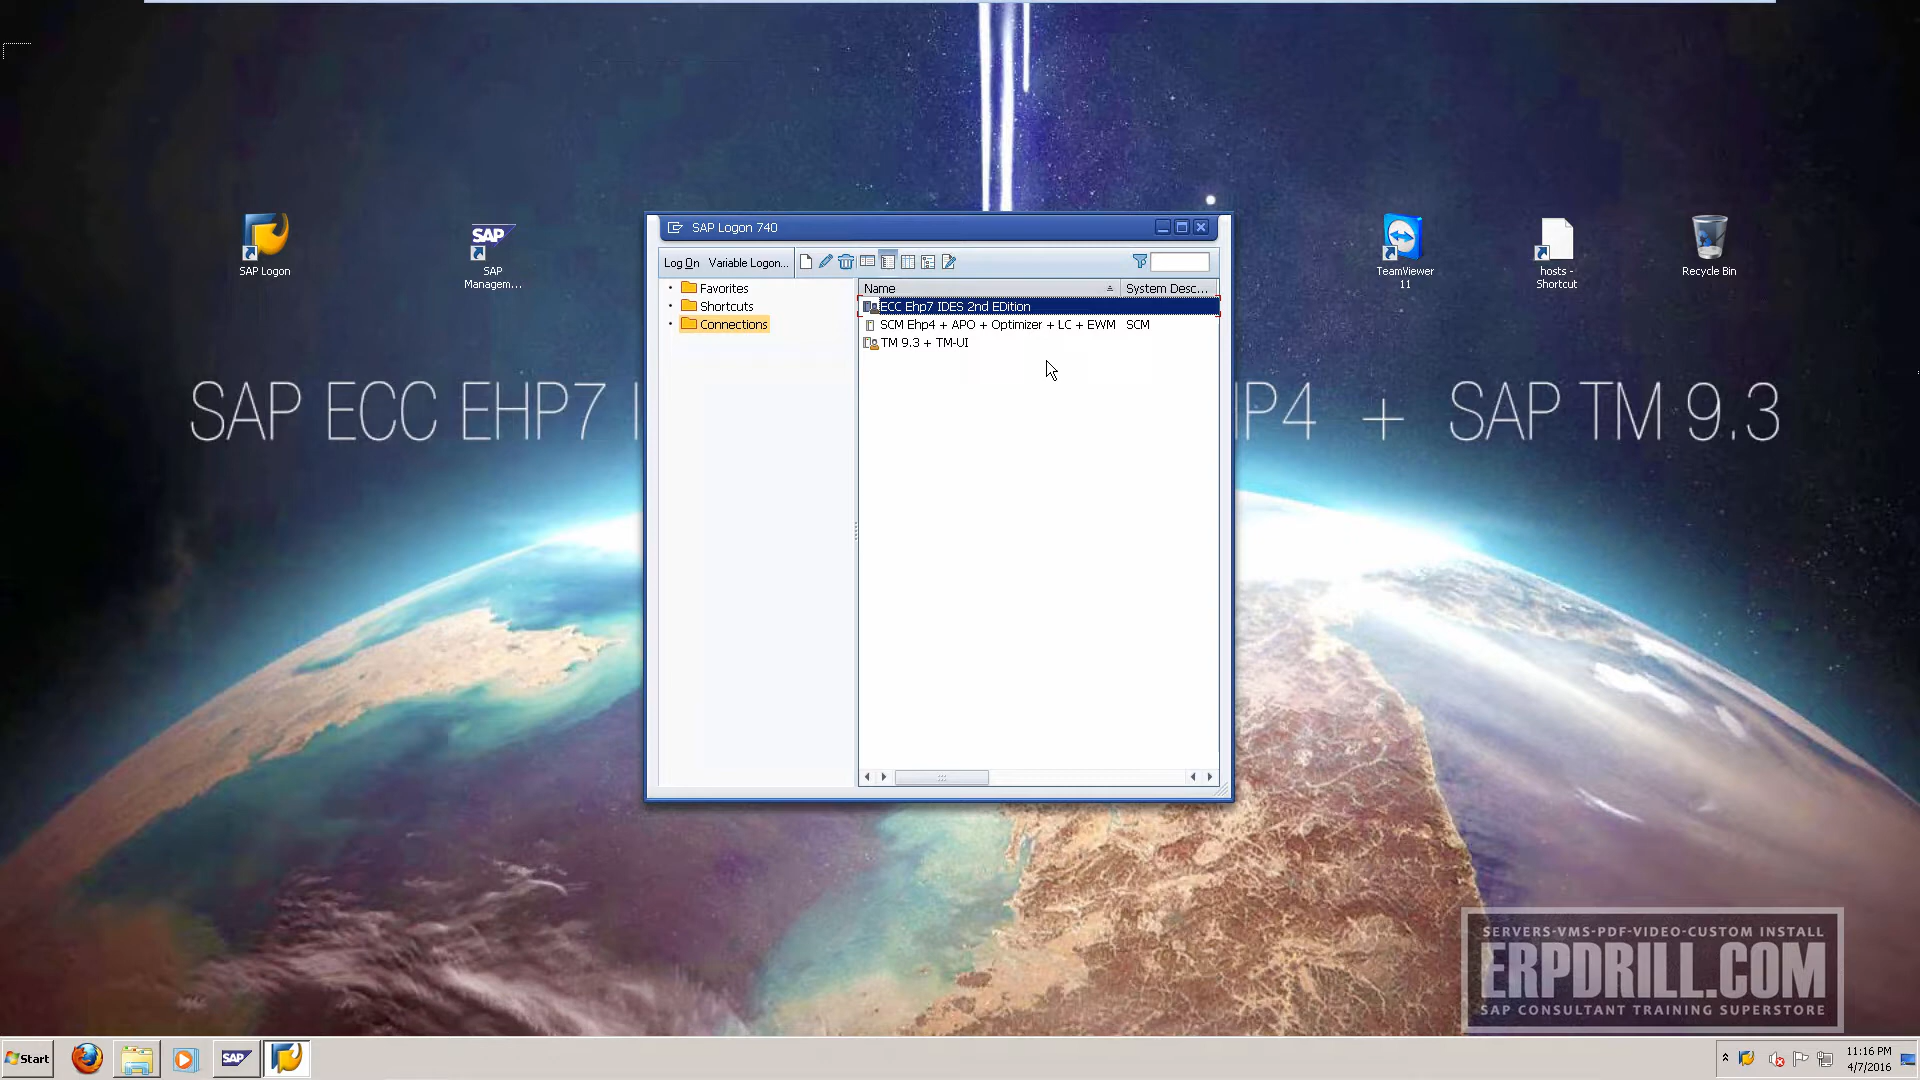 SAP Logon
SAP
SAP
Managem...
TeamViewer
11
hosts -
Shortcut
Recycle Bin
SAP Logon 740
Log On Variable Logon...
Favorites
Shortcuts
Connections
Name System Desc...
ECC Ehp7 IDES 2nd EDition
SCM Ehp4 + APO + Optimizer + LC + EWM SCM
TM 9.3 + TM-UI
SAP ECC EHP7 P4 + SAP TM 9.3
SERVERS-VMS-PDF-VIDEO-CUSTOM INSTALL
ERPDRILL.COM
SAP CONSULTANT TRAINING SUPERSTORE
Start
SAP
11:16 PM
4/7/2016